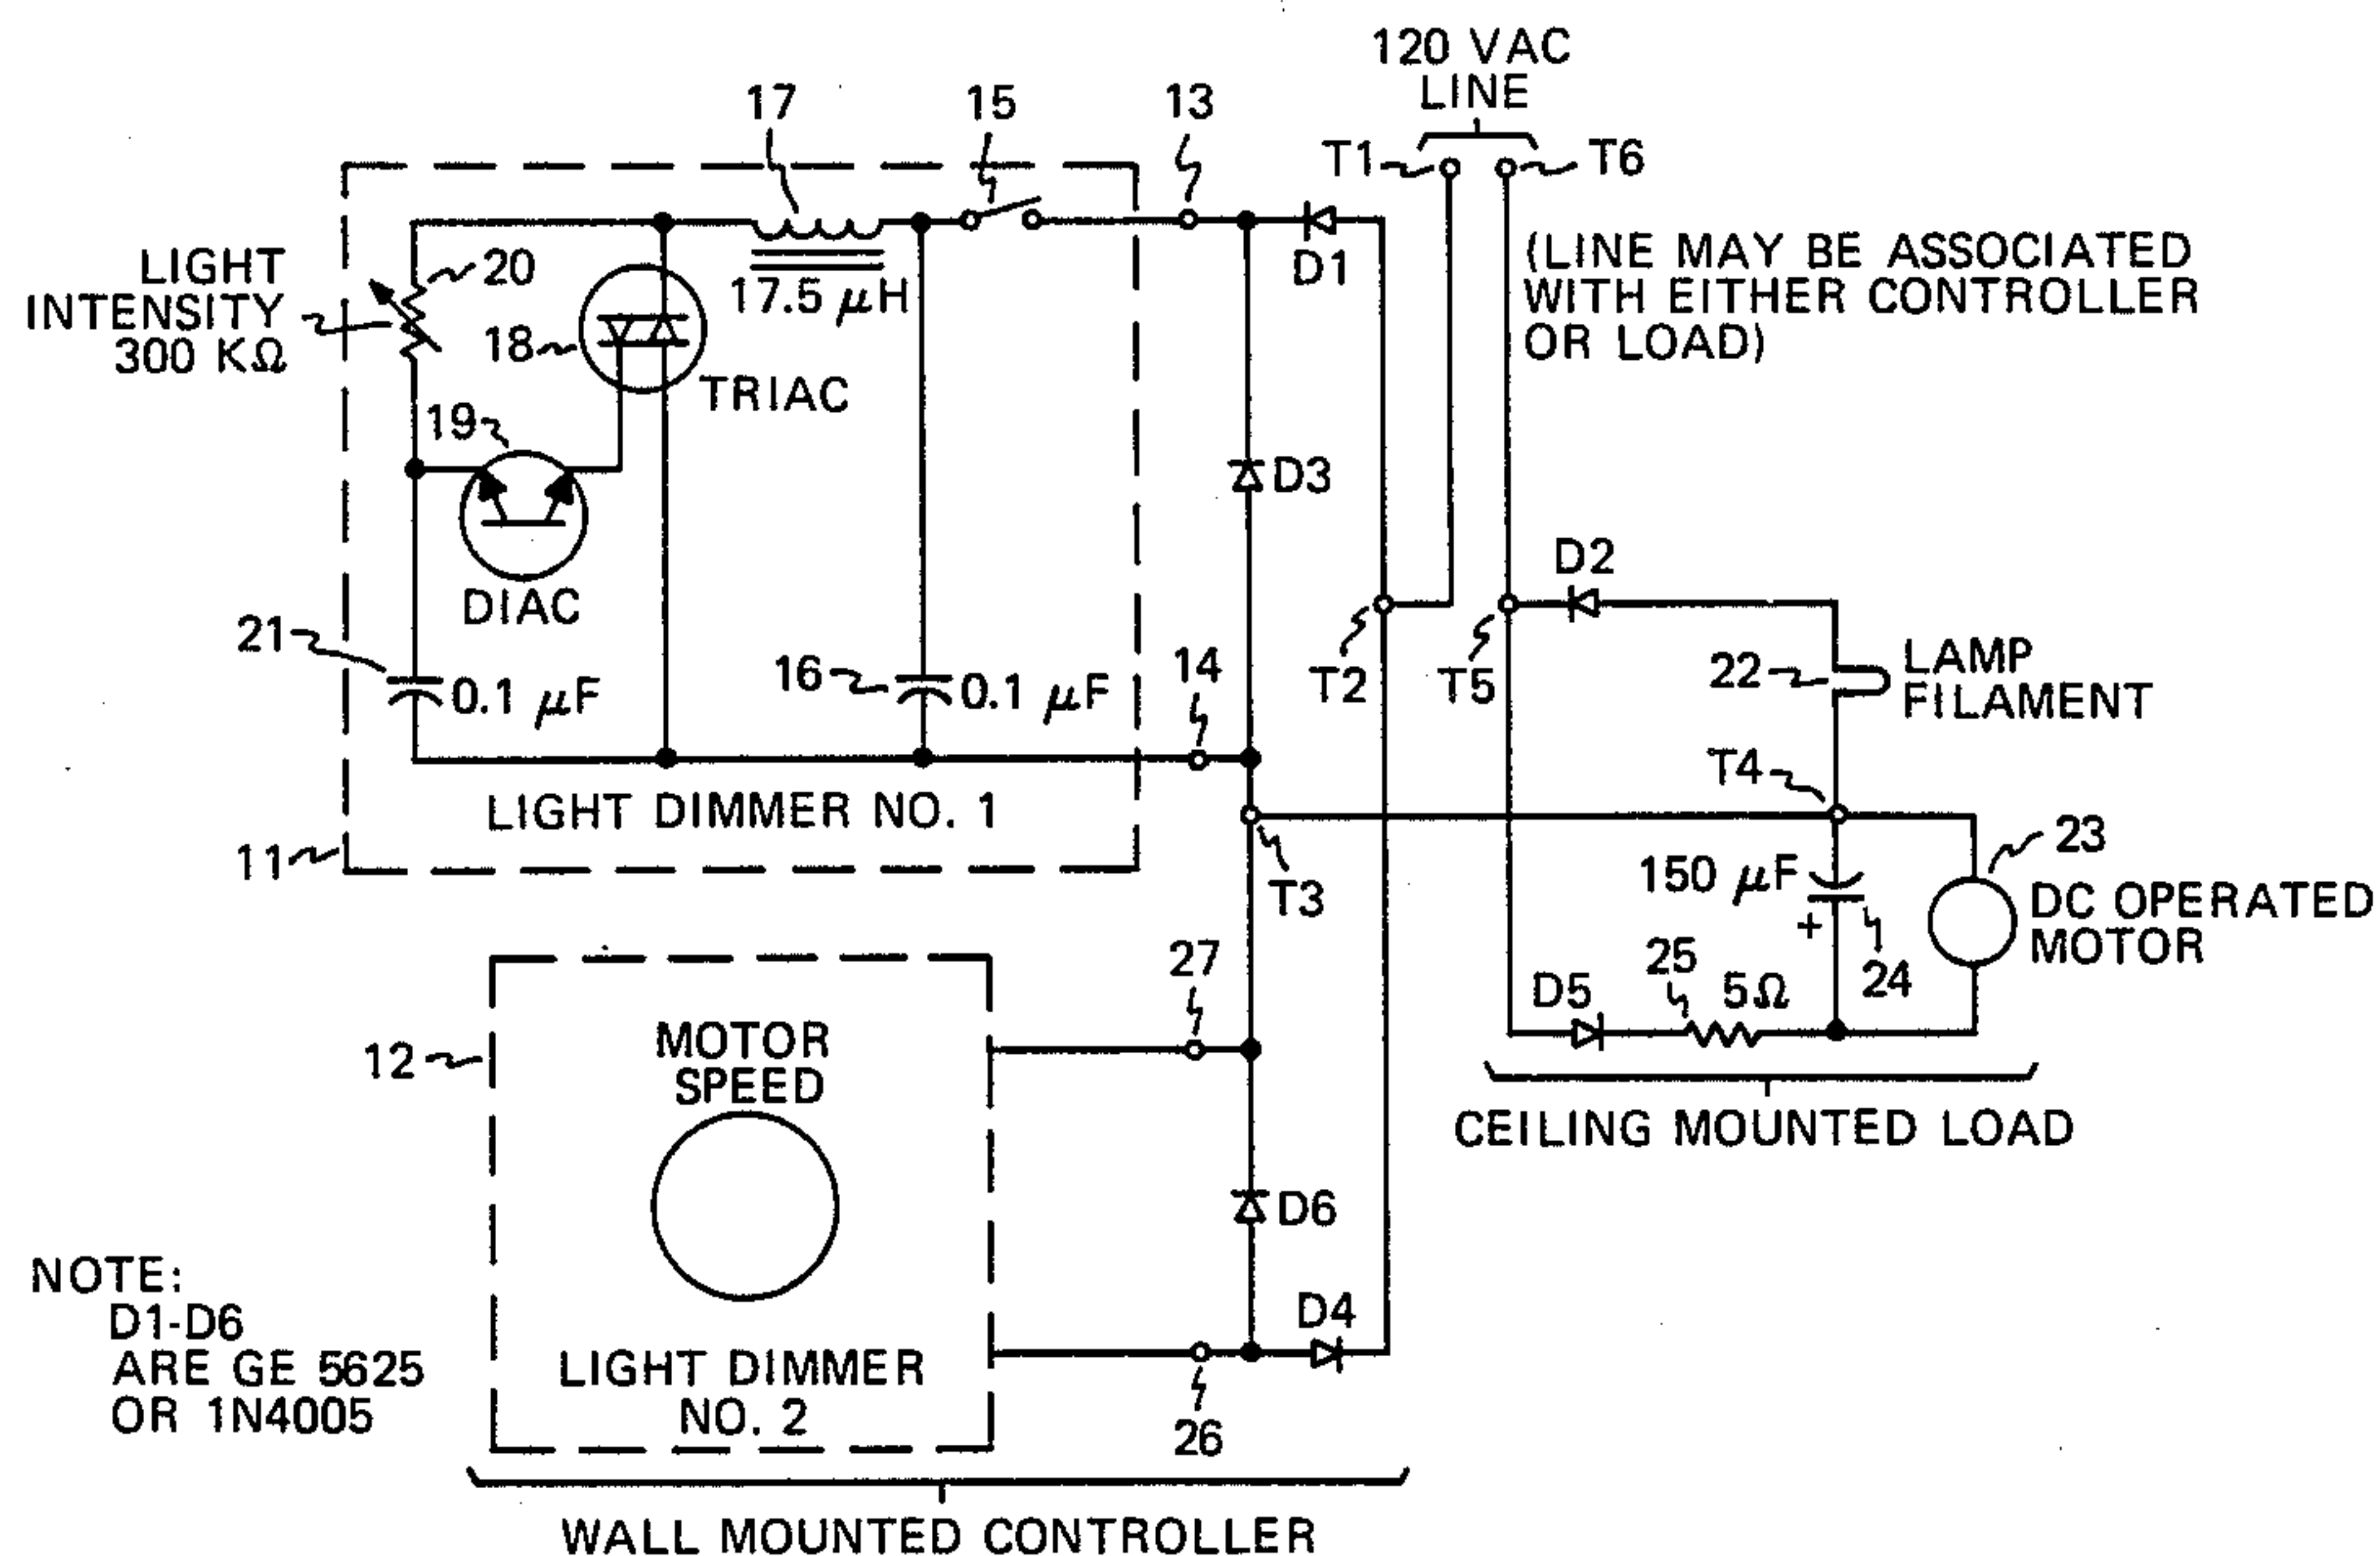 120 VAC
LINE
17
15
13
T1
T6
LIGHT
INTENSITY
300 KΩ
20
17.5 μH
D1
(LINE MAY BE ASSOCIATED
WITH EITHER CONTROLLER
OR LOAD)
18
TRIAC
19
D3
DIAC
D2
21
0.1 μF
16
0.1 μF
14
T2
T5
22
LAMP
FILAMENT
T4
LIGHT DIMMER NO. 1
11
T3
150 μF
+
24
23
DC OPERATED
MOTOR
27
D5
25
5Ω
12
MOTOR
SPEED
CEILING MOUNTED LOAD
D6
NOTE:
D1-D6
ARE GE 5625
OR 1N4005
D4
LIGHT DIMMER
NO. 2
26
WALL MOUNTED CONTROLLER